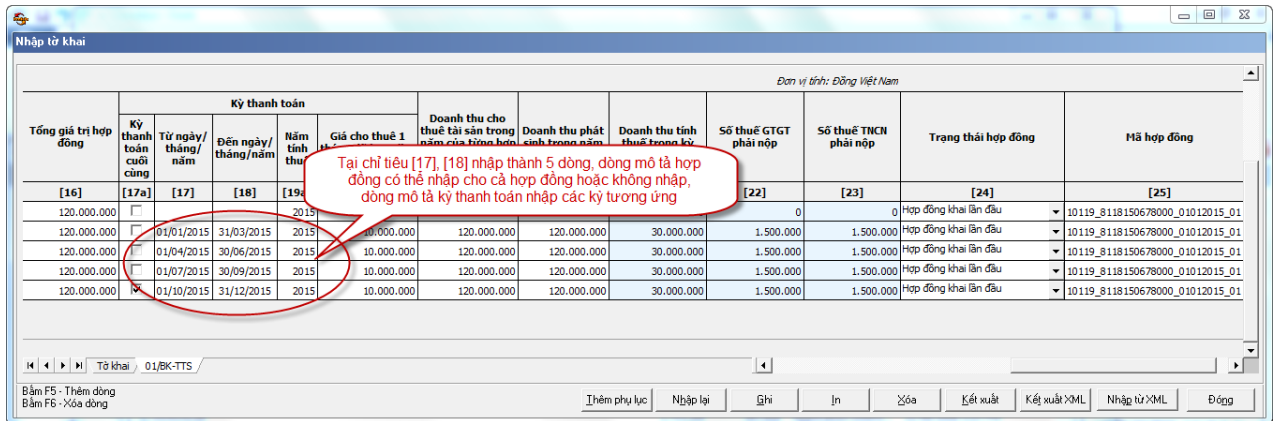 Nhập tờ khai
Đơn vị tính: Đồng Việt Nam
Tổng giá trị hợp đồng
Kỳ thanh toán
Kỳ thanh toán cuối cùng
Từ ngày/ tháng/ năm
Đến ngày/ tháng/năm
Năm tính thuế
Giá cho thuê 1
Doanh thu cho thuê tài sản trong năm của từng hợp
Doanh thu phát sinh trong năm
Doanh thu tính thuế trong kỳ
Số thuế GTGT phải nộp
Số thuế TNCN phải nộp
Trạng thái hợp đồng
Mã hợp đồng
Tại chỉ tiêu [17], [18] nhập thành 5 dòng, dòng mô tả hợp
đồng có thể nhập cho cả hợp đồng hoặc không nhập,
dòng mô tả kỳ thanh toán nhập các kỳ tương ứng
[16] [17a] [17] [18] [19a [22] [23] [24] [25]
120.000.000 2015 0 0 Hợp đồng khai lần đầu 10119_8118150678000_01012015_01
120.000.000 01/01/2015 31/03/2015 2015 10.000.000 120.000.000 120.000.000 30.000.000 1.500.000 1.500.000 Hợp đồng khai lần đầu 10119_8118150678000_01012015_01
120.000.000 01/04/2015 30/06/2015 2015 10.000.000 120.000.000 120.000.000 30.000.000 1.500.000 1.500.000 Hợp đồng khai lần đầu 10119_8118150678000_01012015_01
120.000.000 01/07/2015 30/09/2015 2015 10.000.000 120.000.000 120.000.000 30.000.000 1.500.000 1.500.000 Hợp đồng khai lần đầu 10119_8118150678000_01012015_01
120.000.000 01/10/2015 31/12/2015 2015 10.000.000 120.000.000 120.000.000 30.000.000 1.500.000 1.500.000 Hợp đồng khai lần đầu 10119_8118150678000_01012015_01
Tờ khai 01/BK-TTS
Bấm F5 - Thêm dòng
Bấm F6 - Xóa dòng
Thêm phụ lục Nhập lại Ghi In Xóa Kết xuất Kết xuất XML Nhập từ XML Đóng